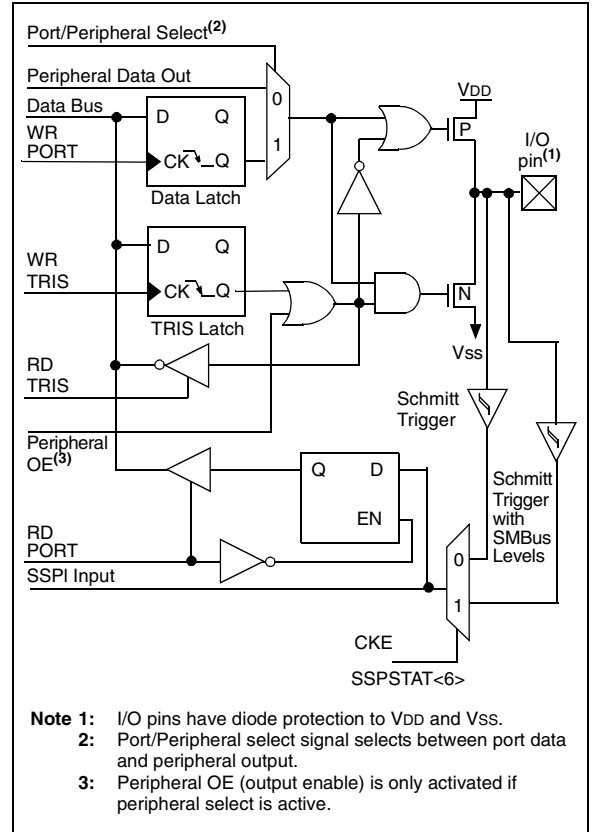 Port/Peripheral Select(2)
Peripheral Data Out
Data Bus
WR
PORT
D Q
CK Q
Data Latch
0
1
VDD
P
I/O
pin(1)
WR
TRIS
D Q
CK Q
TRIS Latch
N
Vss
RD
TRIS
Schmitt
Trigger
Peripheral
OE(3)
Q D
EN
Schmitt
Trigger
with
SMBus
Levels
RD
PORT
SSPI Input
0
1
CKE
SSPSTAT<6>
Note 1: I/O pins have diode protection to VDD and VSS.
2: Port/Peripheral select signal selects between port data
and peripheral output.
3: Peripheral OE (output enable) is only activated if
peripheral select is active.